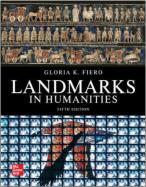 GLORIA K. FIERO
LANDMARKS
IN HUMANITIES
FIFTH EDITION